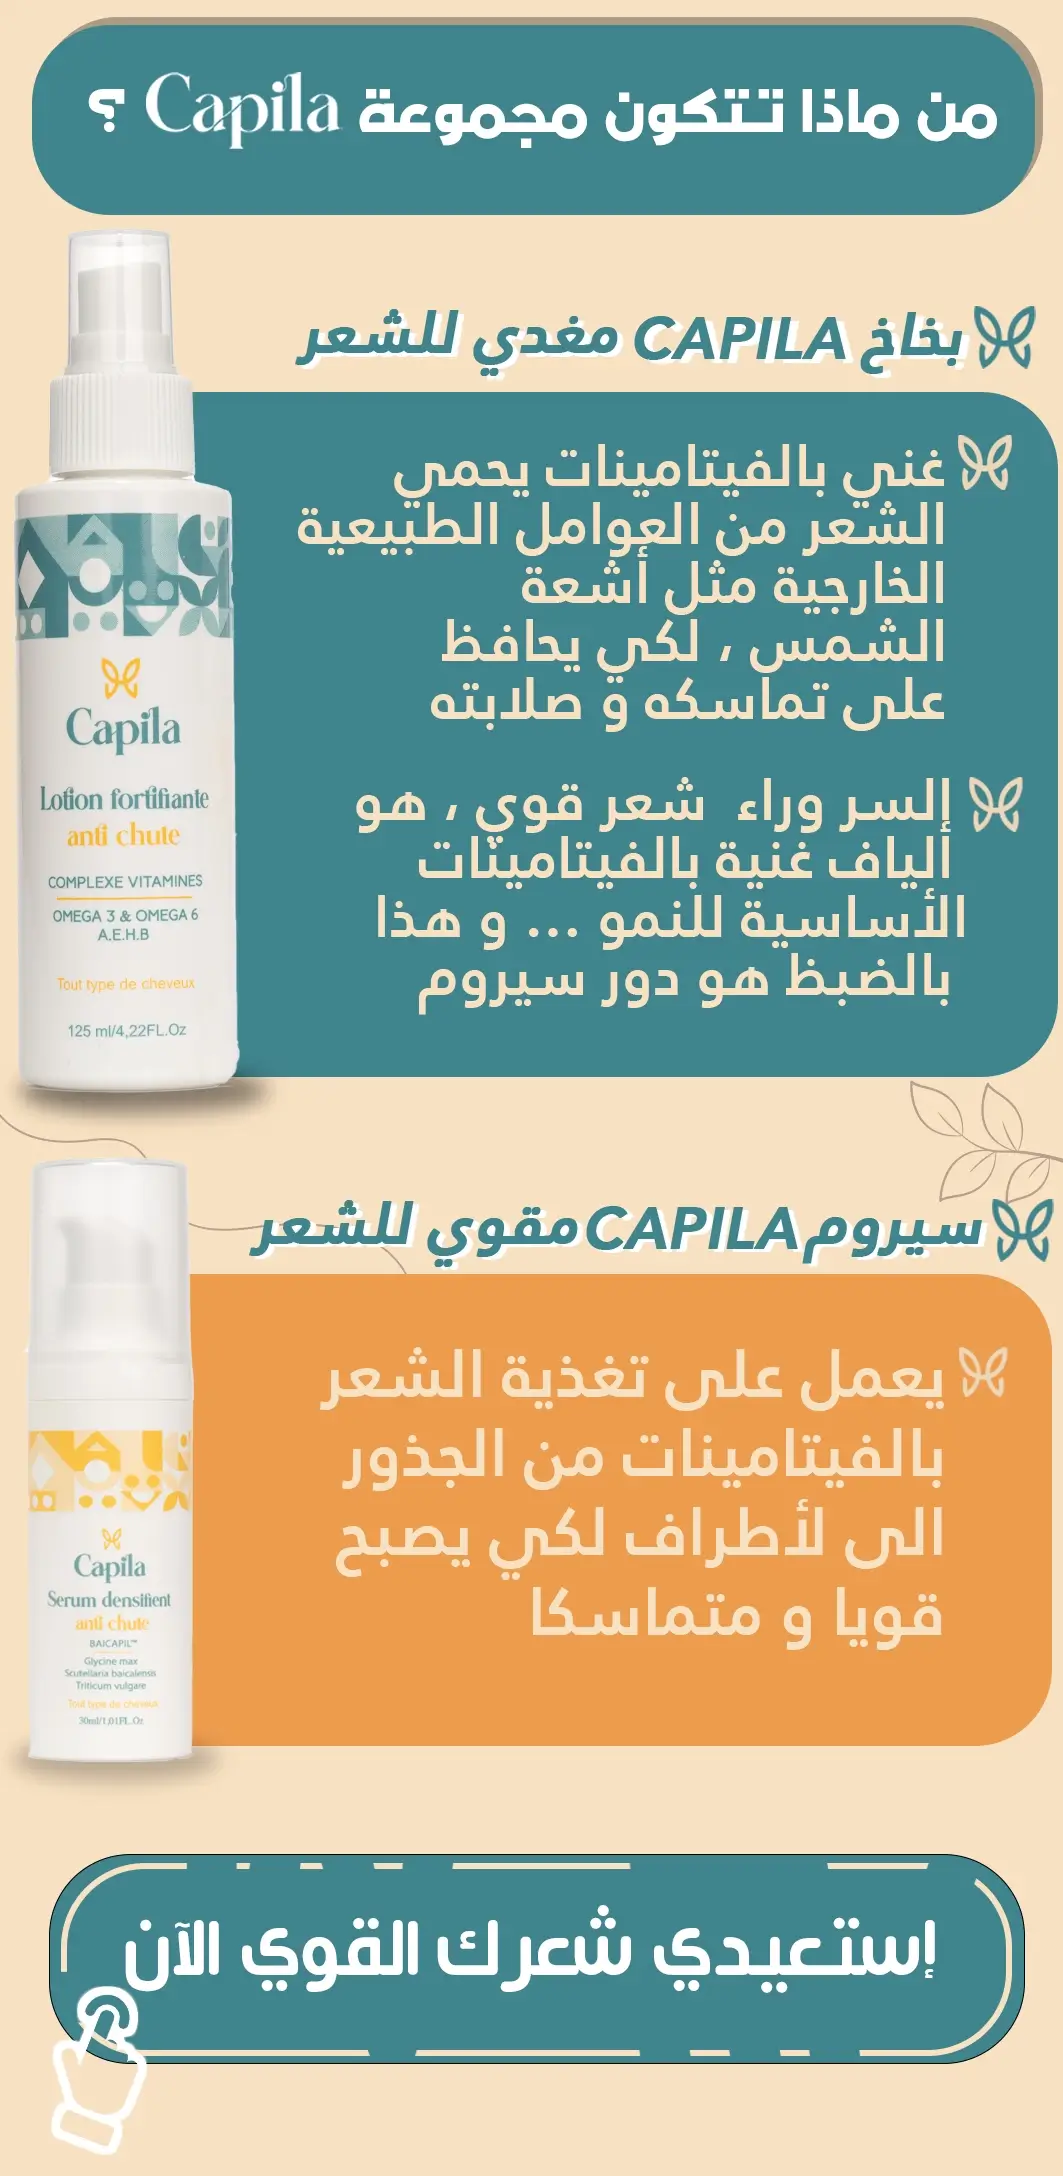 من ماذا تتكون مجموعة Capila ؟
بخاخ CAPILA مغدي للشعر
غني بالفيتامينات يحمي
الشعر من العوامل الطبيعية
الخارجية مثل أشعة
الشمس ، لكي يحافظ
على تماسكه و صلابته
السر وراء شعر قوي ، هو
ألياف غنية بالفيتامينات
الأساسية للنمو ... و هذا
بالضبظ هو دور سيروم
Capila
Lotion fortifiante
anti chute
COMPLEXE VITAMINES
OMEGA 3 & OMEGA 6
A.E.H.B
Tout type de cheveux
125 ml/4,22FL.Oz
سيروم CAPILA مقوي للشعر
يعمل على تغذية الشعر
بالفيتامينات من الجذور
الى لأطراف لكي يصبح
قويا و متماسكا
Capila
Serum densifient
anti chute
BAICAPIL™
Glycine max
Scutellaria baicalensis
Triticum vulgare
Tout type de cheveux
30ml/1,01FL.Oz
إستعيدي شعرك القوي الآن